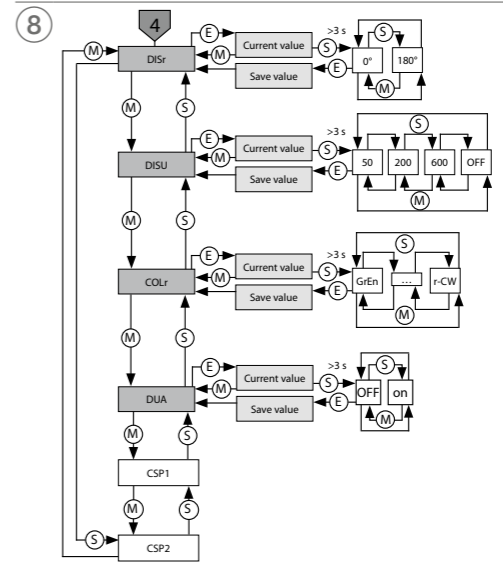 8
4
E
>3 s
S
M
Current value
S
0°
180°
DISr
M
Save value
E
M
M
S
E
>3 s
S
M
Current value
S
50
200
600
OFF
DISU
Save value
E
M
M
S
E
>3 s
S
M
Current value
S
GrEn
...
r-CW
COLr
Save value
E
M
M
S
E
>3 s
S
M
Current value
S
OFF
on
DUA
Save value
E
M
M
S
CSP1
M
S
S
CSP2